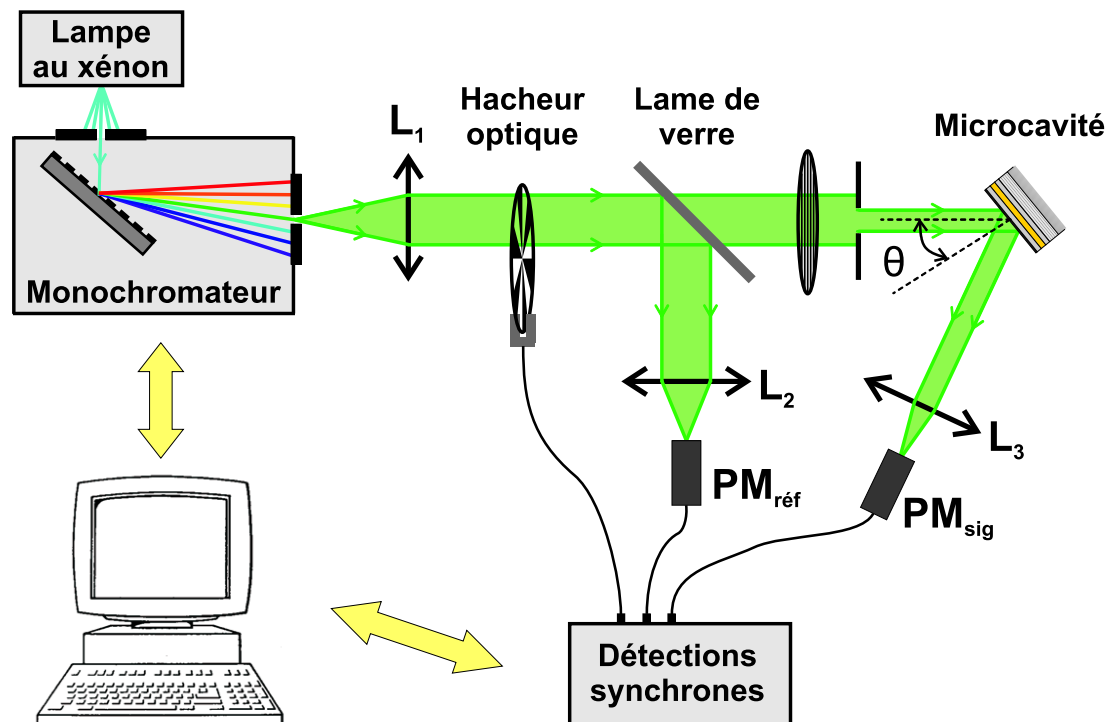 Lampe
au xénon
Monochromateur
L₁
Hacheur
optique
Lame de
verre
Microcavité
θ
L₂
L₃
PMréf
PMsig
Détections
synchrones